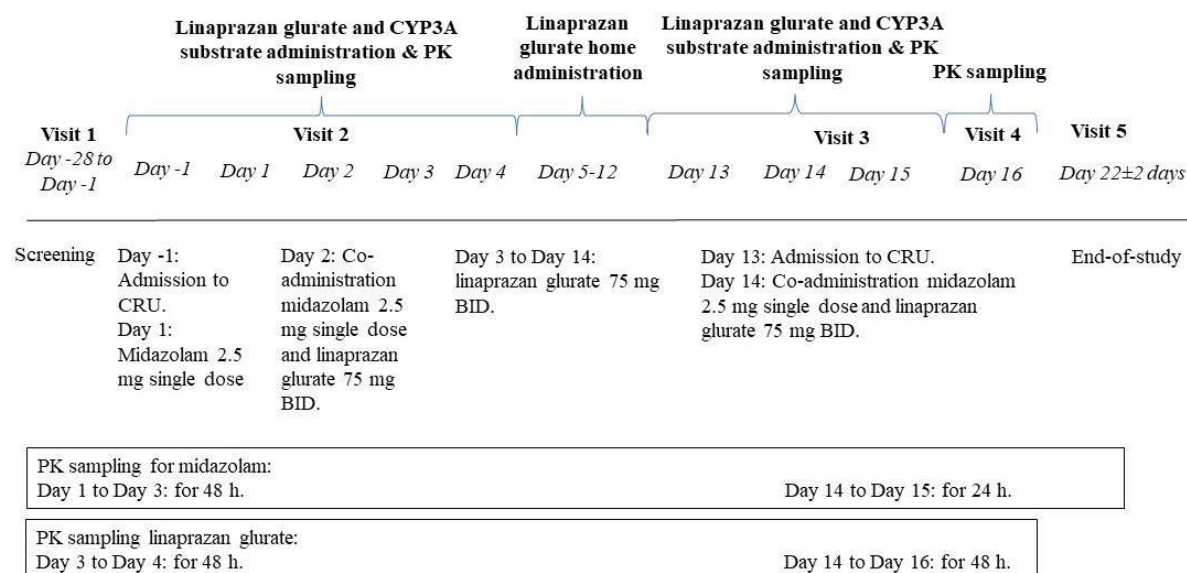 Linaprazan glurate and CYP3A
substrate administration & PK
sampling
Linaprazan
glurate home
administration
Linaprazan glurate and CYP3A
substrate administration & PK
sampling
PK sampling
Visit 1
Day -28 to
Day -1
Visit 2
Day -1 Day 1 Day 2 Day 3 Day 4
Day 5-12
Visit 3
Day 13 Day 14 Day 15
Visit 4
Day 16
Visit 5
Day 22±2 days
Screening
Day -1:
Admission to
CRU.
Day 1:
Midazolam 2.5
mg single dose
Day 2: Co-
administration
midazolam 2.5
mg single dose
and linaprazan
glurate 75 mg
BID.
Day 3 to Day 14:
linaprazan glurate 75 mg
BID.
Day 13: Admission to CRU.
Day 14: Co-administration midazolam
2.5 mg single dose and linaprazan
glurate 75 mg BID.
End-of-study
PK sampling for midazolam:
Day 1 to Day 3: for 48 h. Day 14 to Day 15: for 24 h.
PK sampling linaprazan glurate:
Day 3 to Day 4: for 48 h. Day 14 to Day 16: for 48 h.